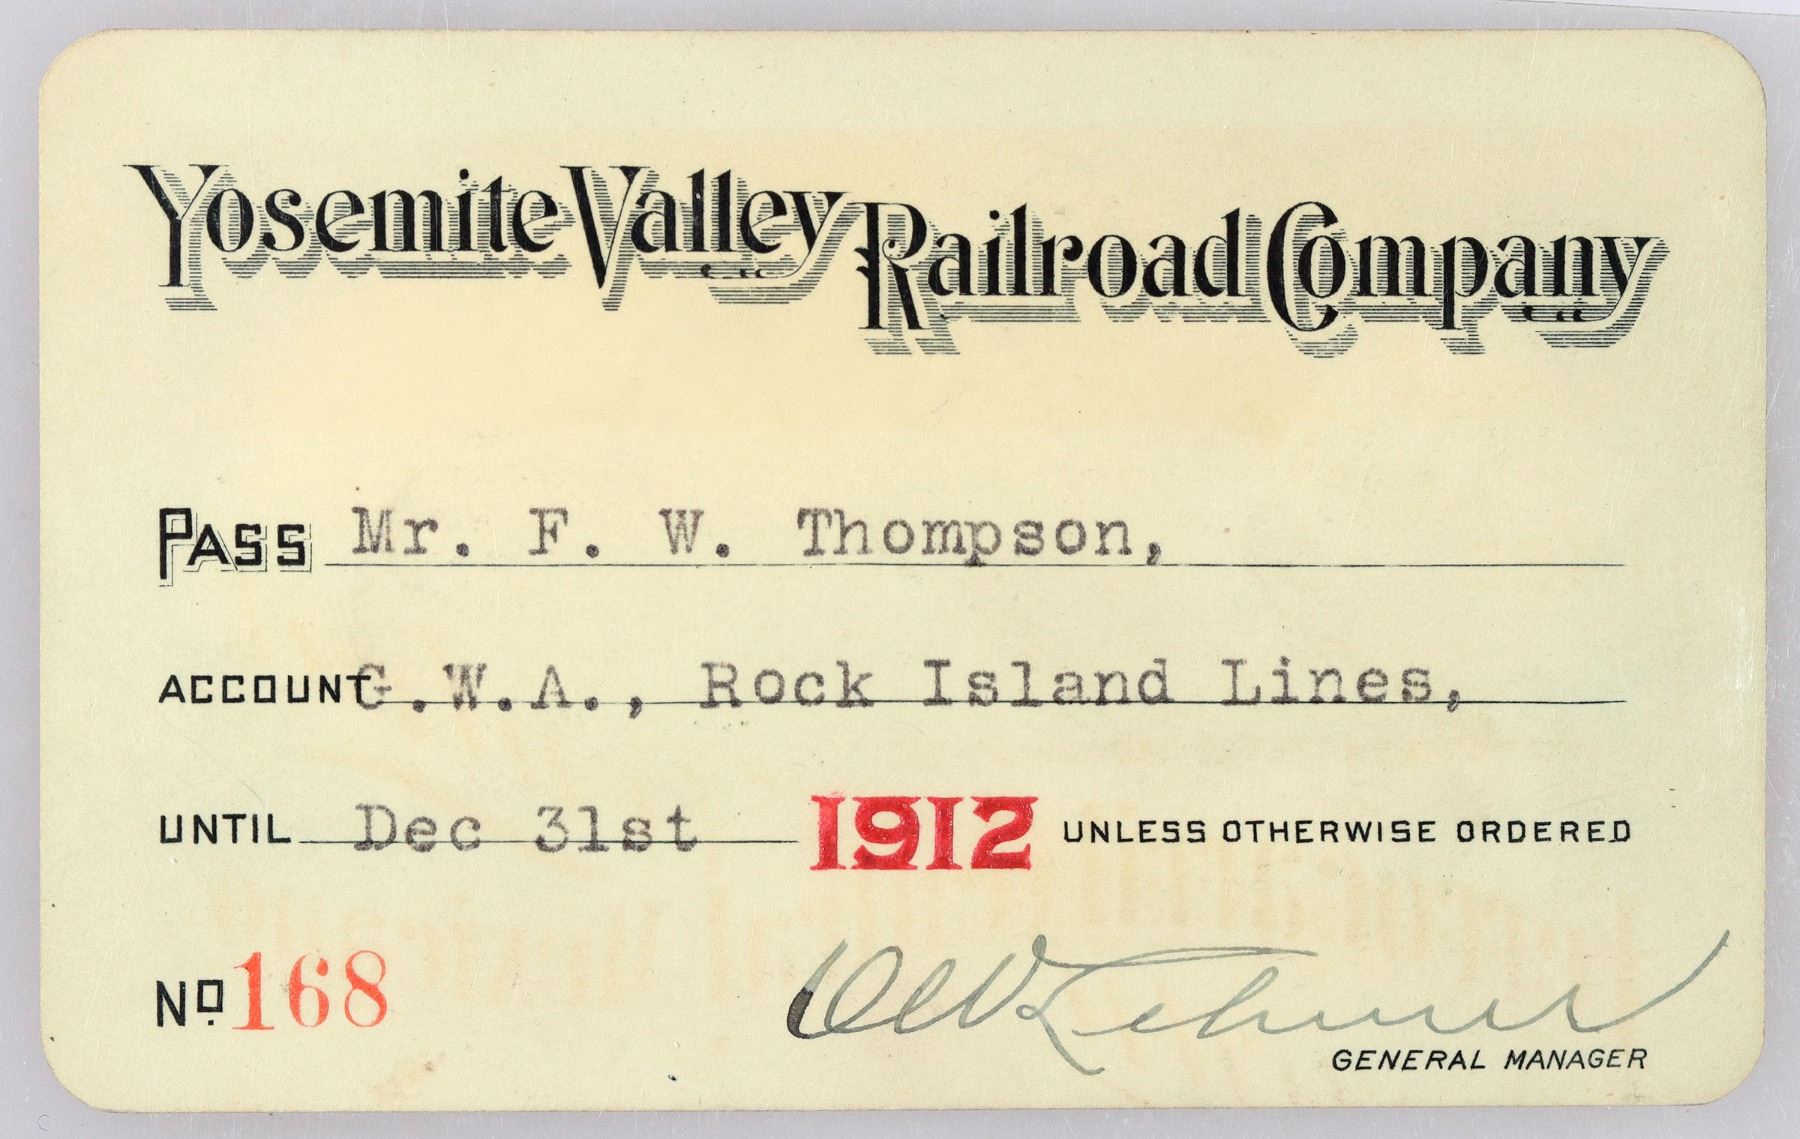 Yosemite Valley Railroad Company
PASS Mr. F. W. Thompson,
ACCOUNT G.W.A., Rock Island Lines,
UNTIL Dec 31st 1912 UNLESS OTHERWISE ORDERED
No. 168
GENERAL MANAGER